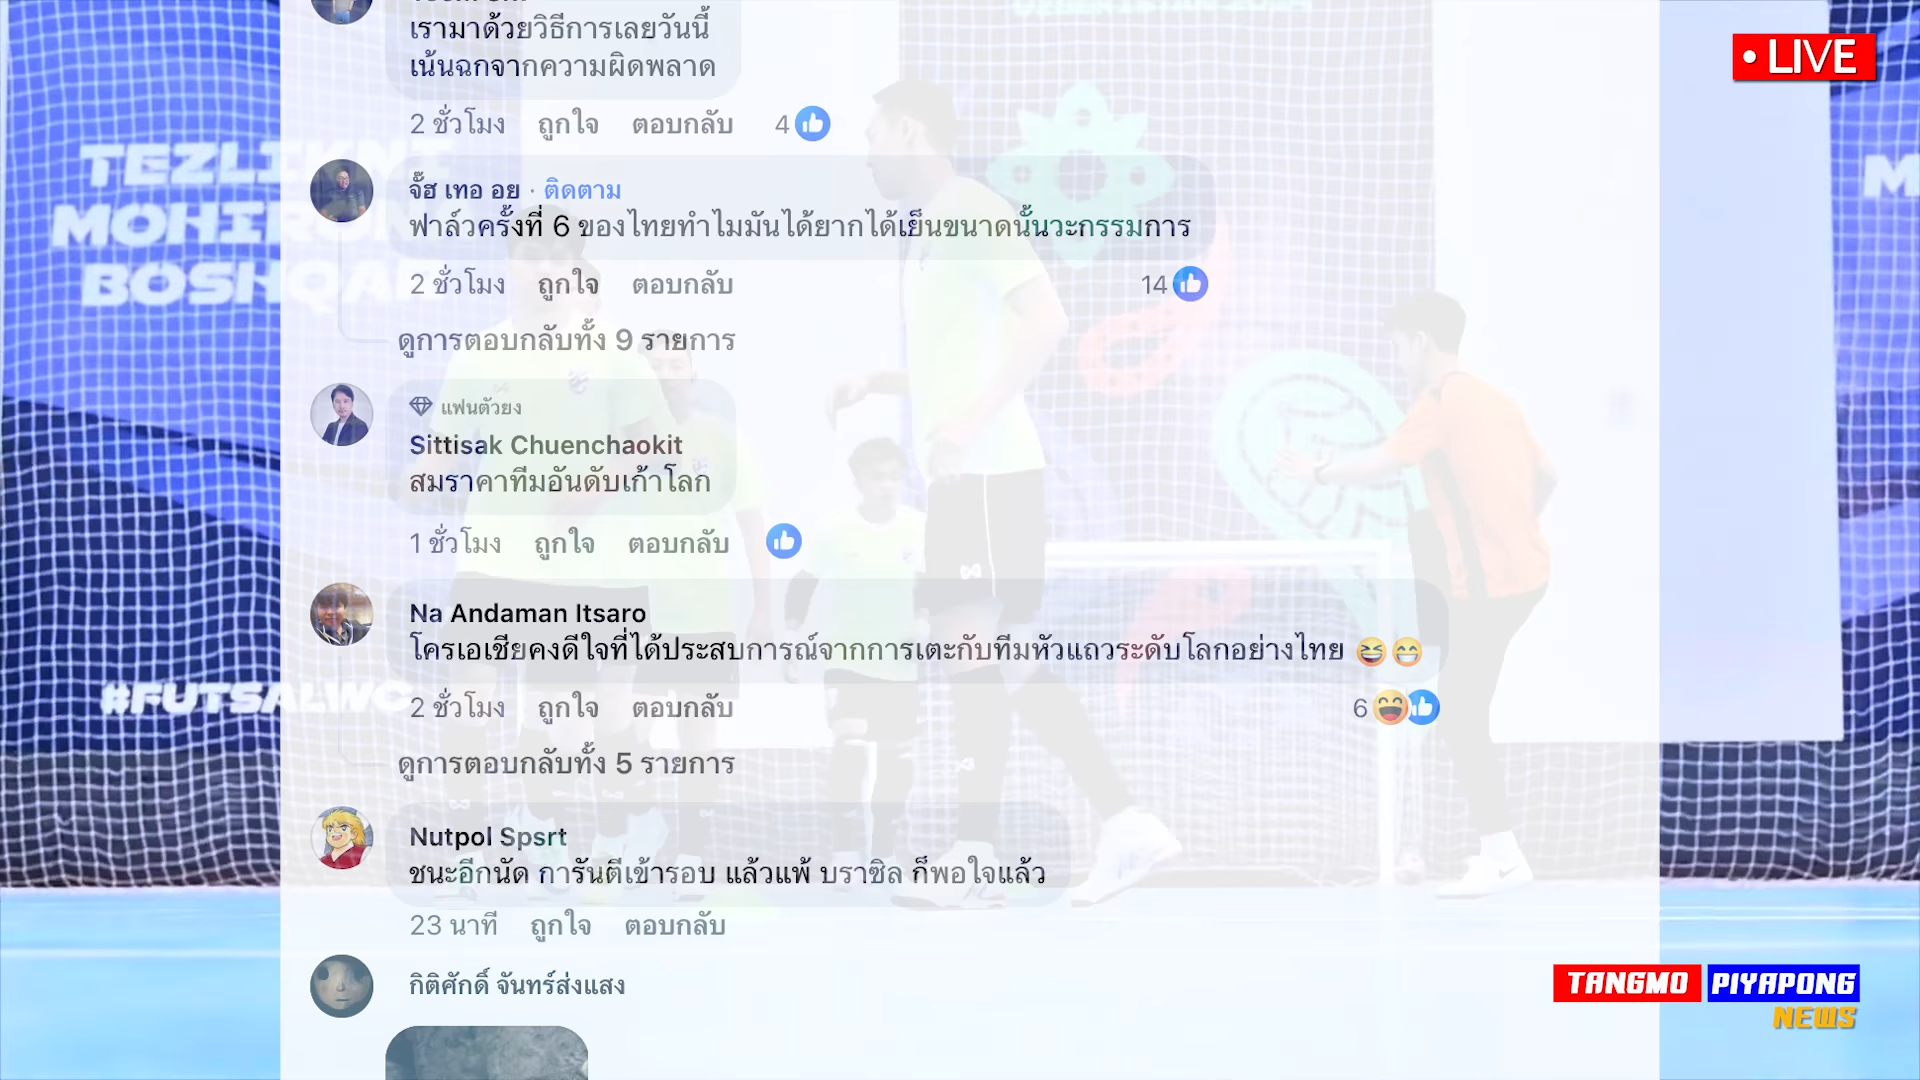 เรามาด้วยวิธีการเลยวันนี้
เน้นฉกจากความผิดพลาด
2 ชั่วโมง ถูกใจ ตอบกลับ 4
LIVE
TEZLIKNI
MOHIRONA
BOSHQAR
จั๊ฮ เทอ อย · ติดตาม
ฟาล์วครั้งที่ 6 ของไทยทำไมมันได้ยากได้เย็นขนาดนั้นวะกรรมการ
2 ชั่วโมง ถูกใจ ตอบกลับ 14
ดูการตอบกลับทั้ง 9 รายการ
แฟนตัวยง
Sittisak Chuenchaokit
สมราคาทีมอันดับเก้าโลก
1 ชั่วโมง ถูกใจ ตอบกลับ
Na Andaman Itsaro
โครเอเชียคงดีใจที่ได้ประสบการณ์จากการเตะกับทีมหัวแถวระดับโลกอย่างไทย 😆😁
#FUTSALWC
2 ชั่วโมง ถูกใจ ตอบกลับ 6
ดูการตอบกลับทั้ง 5 รายการ
Nutpol Spsrt
ชนะอีกนัด การันตีเข้ารอบ แล้วแพ้ บราซิล ก็พอใจแล้ว
23 นาที ถูกใจ ตอบกลับ
กิติศักดิ์ จันทร์ส่งแสง
TANGMO PIYAPONG
NEWS